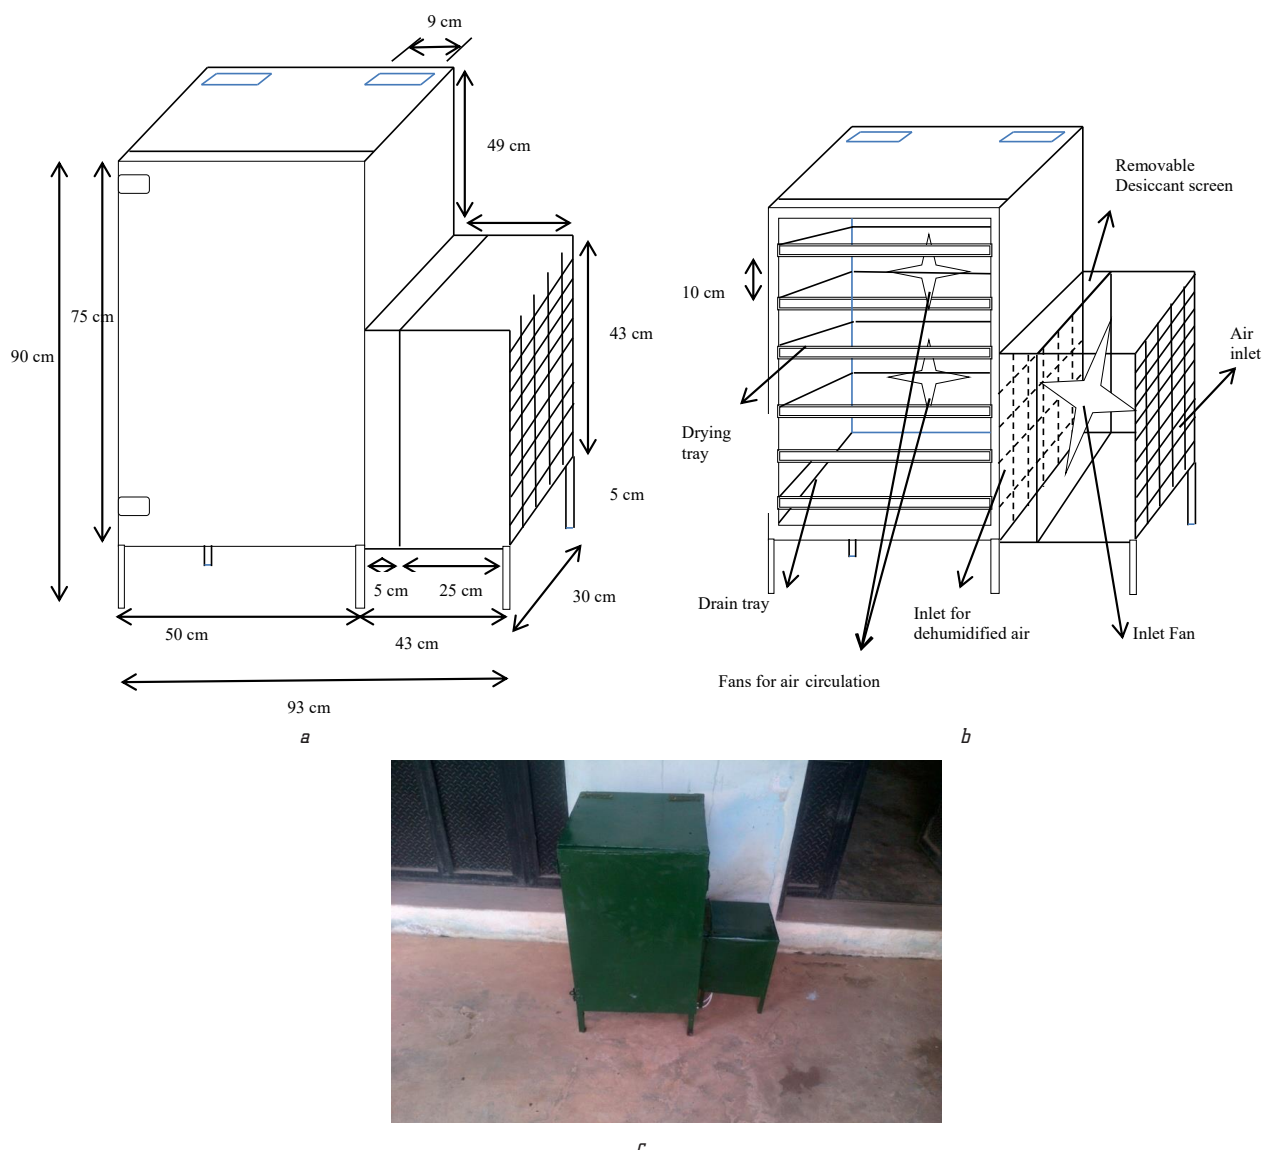 9 cm
49 cm
75 cm
90 cm
43 cm
5 cm
5 cm
25 cm
30 cm
50 cm
43 cm
93 cm
a
Removable
Desiccant screen
10 cm
Air
inlet
Drying
tray
Drain tray
Inlet for
dehumidified air
Inlet Fan
Fans for air circulation
b
c